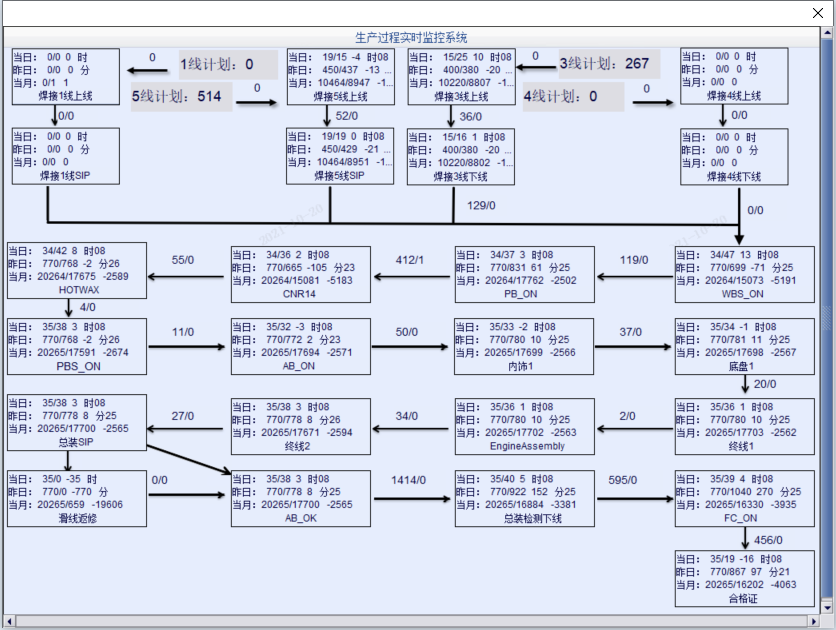 生产过程实时监控系统
当日: 0/0 0 时
昨日: 0/0 0 分
当月: 0/1 1
焊接1线上线
0
1线计划: 0
5线计划: 514
0
当日: 19/15 -4 时08
昨日: 450/437 -13 ...
当月: 10464/8947 -1...
焊接5线上线
当日: 15/25 10 时08
昨日: 400/380 -20 ...
当月: 10220/8807 -1...
焊接3线上线
0
3线计划: 267
4线计划: 0
0
当日: 0/0 0 时
昨日: 0/0 0 分
当月: 0/0 0
焊接4线上线
0/0
52/0
36/0
0/0
当日: 0/0 0 时
昨日: 0/0 0 分
当月: 0/0 0
焊接1线SIP
当日: 19/19 0 时08
昨日: 450/429 -21 ...
当月: 10464/8951 -1...
焊接5线SIP
当日: 15/16 1 时08
昨日: 400/380 -20 ...
当月: 10220/8802 -1...
焊接3线下线
当日: 0/0 0 时
昨日: 0/0 0 分
当月: 0/0 0
焊接4线下线
129/0
0/0
2021-10-20
当日: 34/42 8 时08
昨日: 770/768 -2 分26
当月: 20264/17675 -2589
HOTWAX
55/0
当日: 34/36 2 时08
昨日: 770/665 -105 分23
当月: 20264/15081 -5183
CNR14
412/1
当日: 34/37 3 时08
昨日: 770/831 61 分25
当月: 20264/17762 -2502
PB_ON
119/0
当日: 34/47 13 时08
昨日: 770/699 -71 分25
当月: 20264/15073 -5191
WBS_ON
4/0
当日: 35/38 3 时08
昨日: 770/768 -2 分26
当月: 20265/17591 -2674
PBS_ON
11/0
当日: 35/32 -3 时08
昨日: 770/772 2 分23
当月: 20265/17694 -2571
AB_ON
50/0
当日: 35/33 -2 时08
昨日: 770/780 10 分25
当月: 20265/17699 -2566
内饰1
37/0
当日: 35/34 -1 时08
昨日: 770/781 11 分25
当月: 20265/17698 -2567
底盘1
20/0
当日: 35/38 3 时08
昨日: 770/778 8 分25
当月: 20265/17700 -2565
总装SIP
27/0
当日: 35/38 3 时08
昨日: 770/778 8 分26
当月: 20265/17671 -2594
终线2
34/0
当日: 35/36 1 时08
昨日: 770/780 10 分25
当月: 20265/17702 -2563
EngineAssembly
2/0
当日: 35/36 1 时08
昨日: 770/780 10 分25
当月: 20265/17703 -2562
终线1
当日: 35/0 -35 时
昨日: 770/0 -770 分
当月: 20265/659 -19606
滑线返修
0/0
当日: 35/38 3 时08
昨日: 770/778 8 分25
当月: 20265/17700 -2565
AB_OK
1414/0
当日: 35/40 5 时08
昨日: 770/922 152 分25
当月: 20265/16884 -3381
总装检测下线
595/0
当日: 35/39 4 时08
昨日: 770/1040 270 分25
当月: 20265/16330 -3935
FC_ON
456/0
当日: 35/19 -16 时08
昨日: 770/867 97 分21
当月: 20265/16202 -4063
合格证